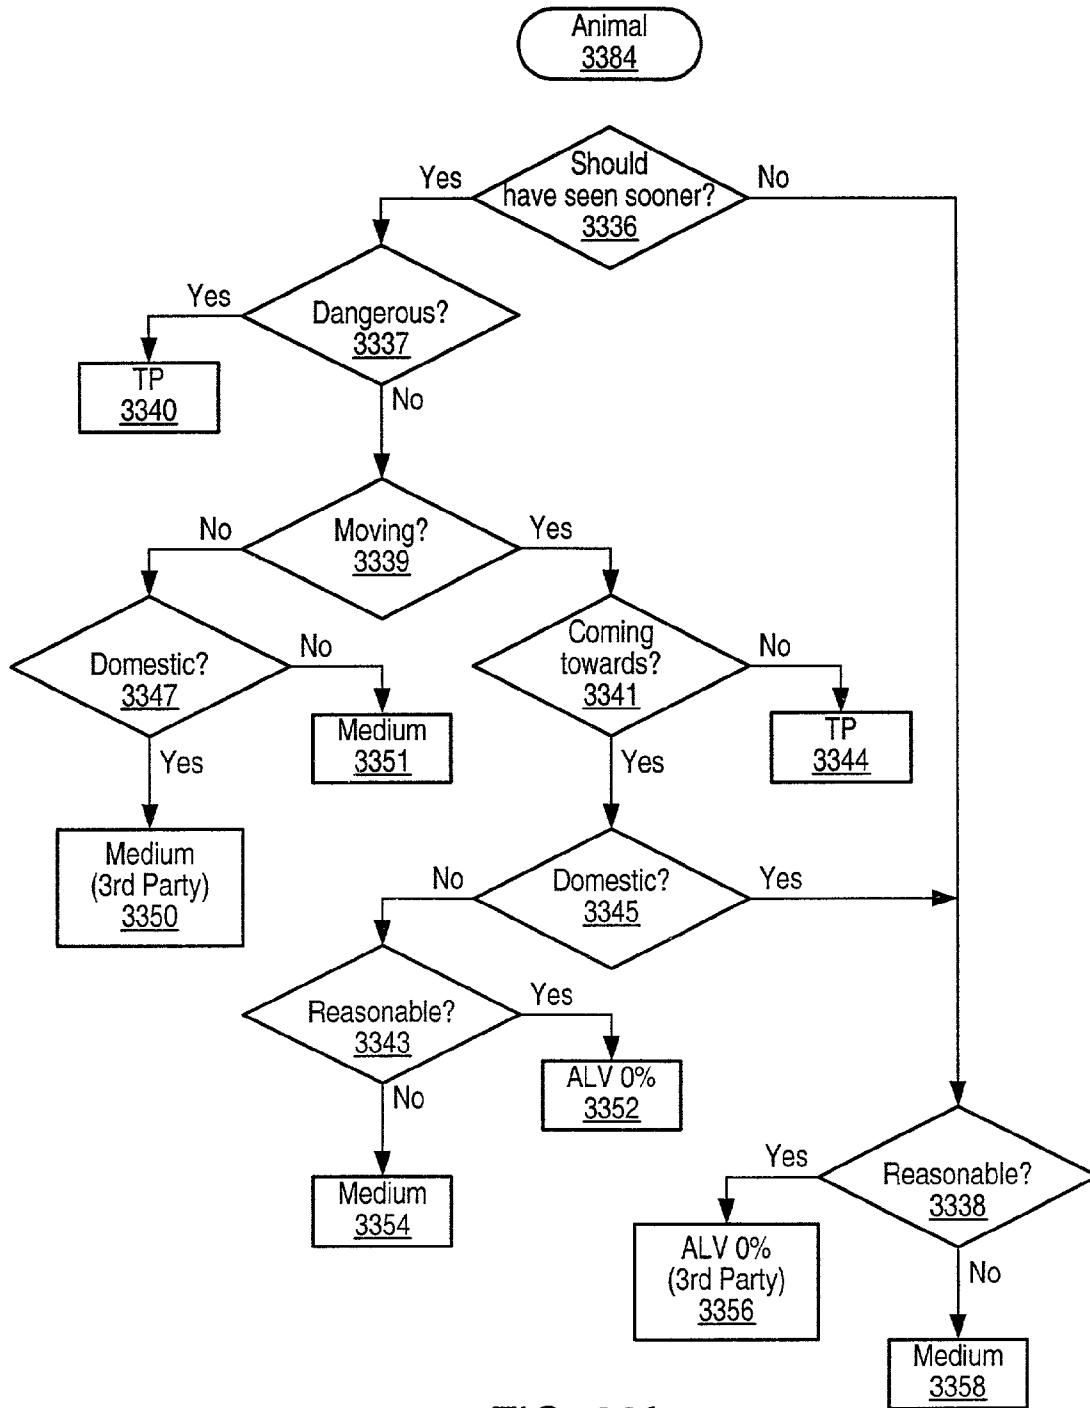 Animal
3384
Should
have seen sooner?
3336
Yes
No
Dangerous?
3337
Yes
No
TP
3340
Moving?
3339
No
Yes
Domestic?
3347
No
Yes
Coming
towards?
3341
No
Yes
Medium
3351
TP
3344
Medium
(3rd Party)
3350
Domestic?
3345
No
Yes
Reasonable?
3343
Yes
No
ALV 0%
3352
Medium
3354
Reasonable?
3338
Yes
No
ALV 0%
(3rd Party)
3356
Medium
3358